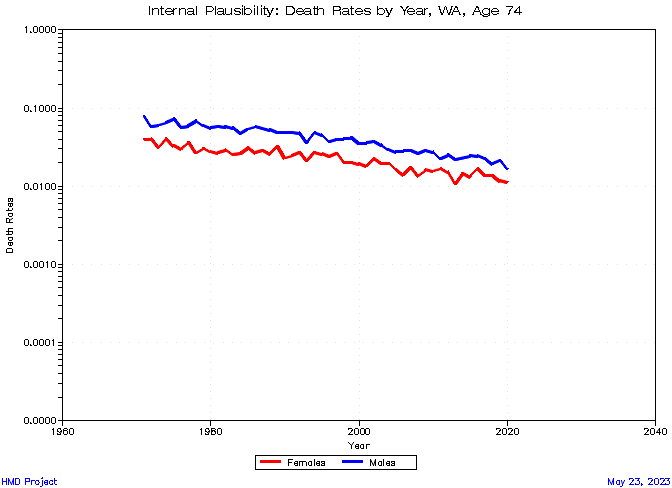 Internal Plausibility: Death Rates by Year, WA, Age 74
1.0000
0.1000
0.0100
0.0010
0.0001
0.0000
Death Rates
1960
1980
2000
2020
2040
Year
Females
Males
HMD Project
May 23, 2023